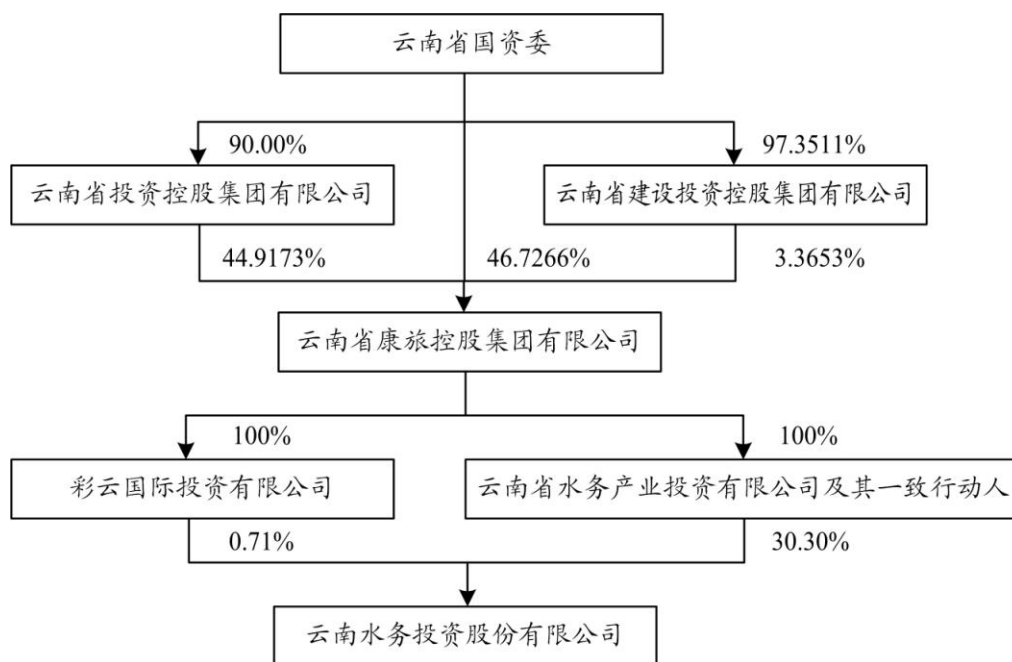 云南省国资委
90.00%
97.3511%
云南省投资控股集团有限公司
云南省建设投资控股集团有限公司
44.9173%
46.7266%
3.3653%
云南省康旅控股集团有限公司
100%
100%
彩云国际投资有限公司
云南省水务产业投资有限公司及其一致行动人
0.71%
30.30%
云南水务投资股份有限公司